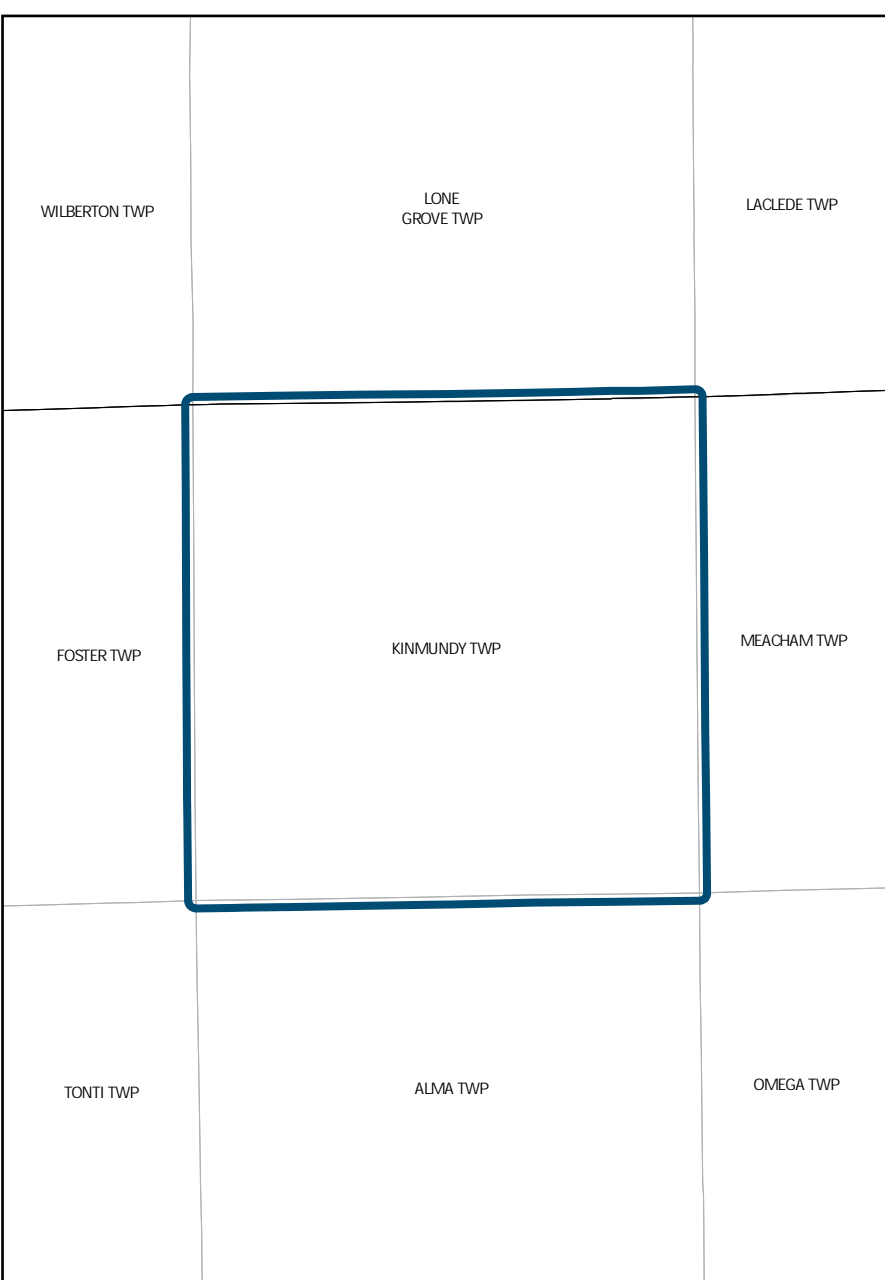 WILBERTON TWP
LONE
GROVE TWP
LACLEDE TWP
FOSTER TWP
KINMUNDY TWP
MEACHAM TWP
TONTI TWP
ALMA TWP
OMEGA TWP